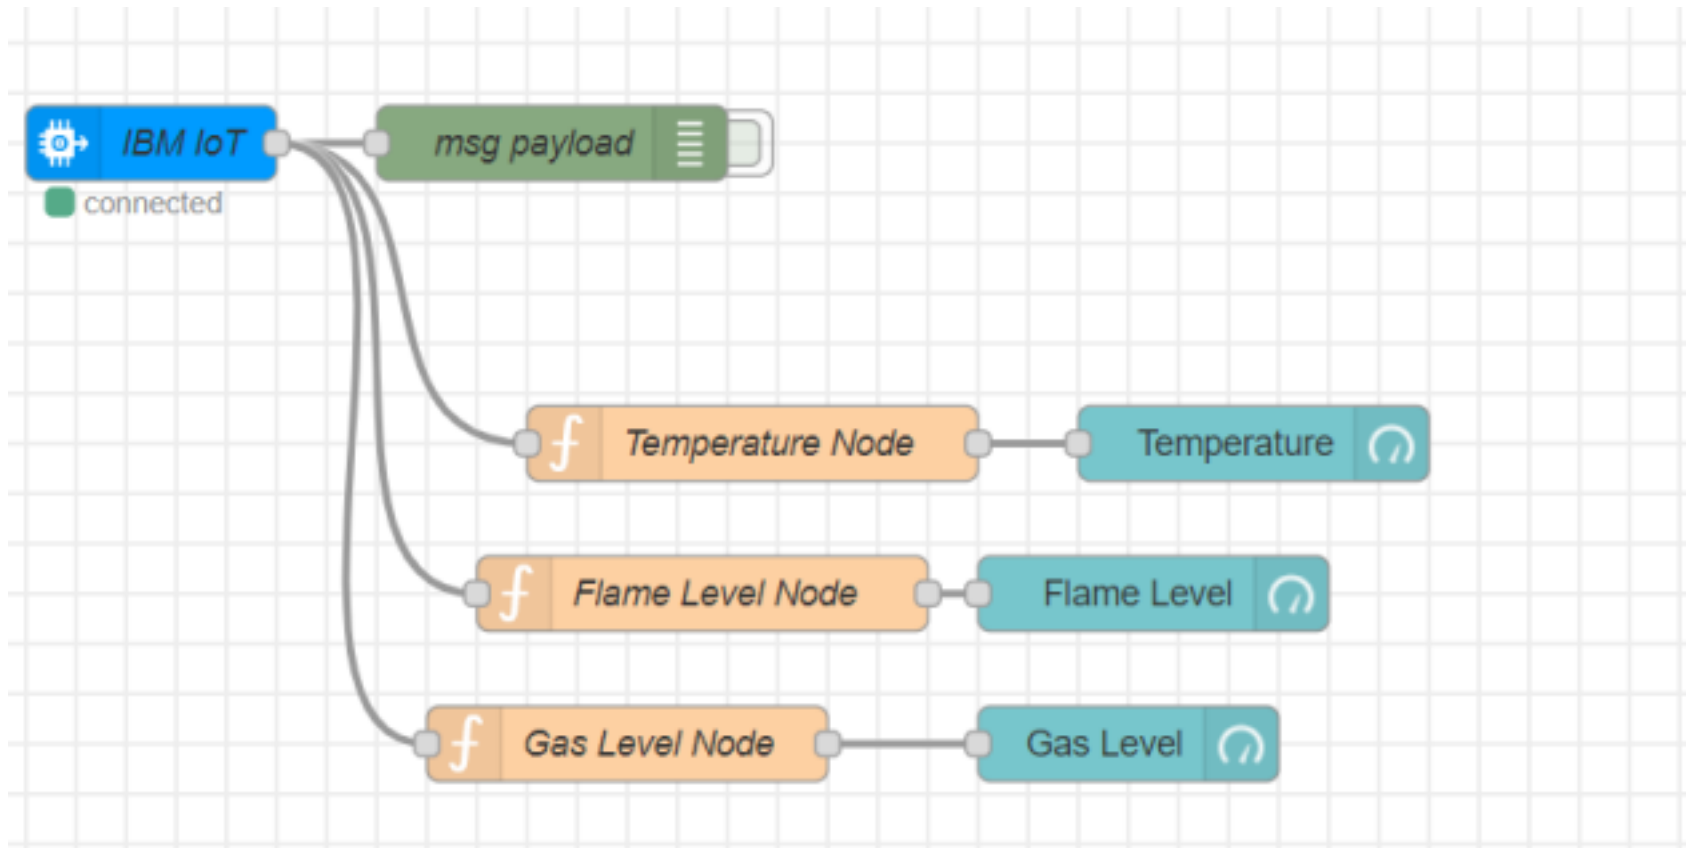 IBM IoT
msg payload
connected
Temperature Node
Temperature
Flame Level Node
Flame Level
Gas Level Node
Gas Level